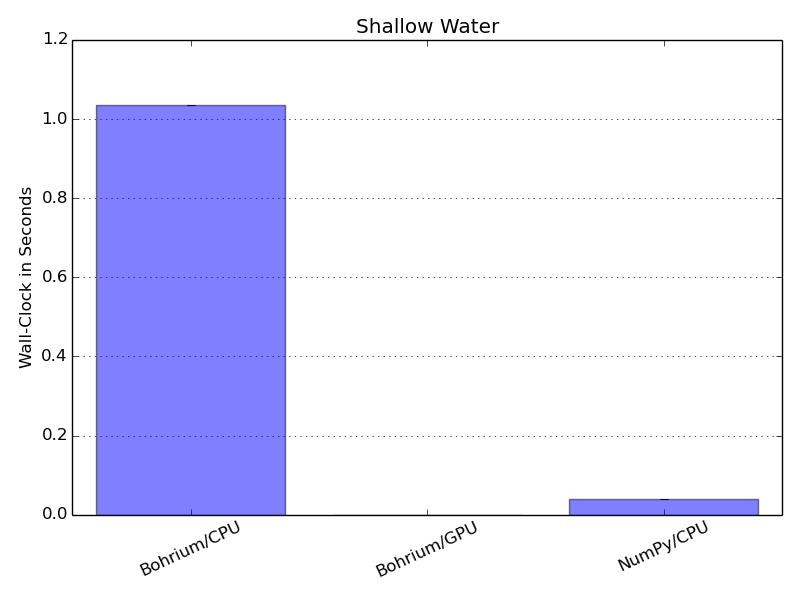 Shallow Water
Wall-Clock in Seconds
1.2
1.0
0.8
0.6
0.4
0.2
0.0
Bohrium/CPU
Bohrium/GPU
NumPy/CPU